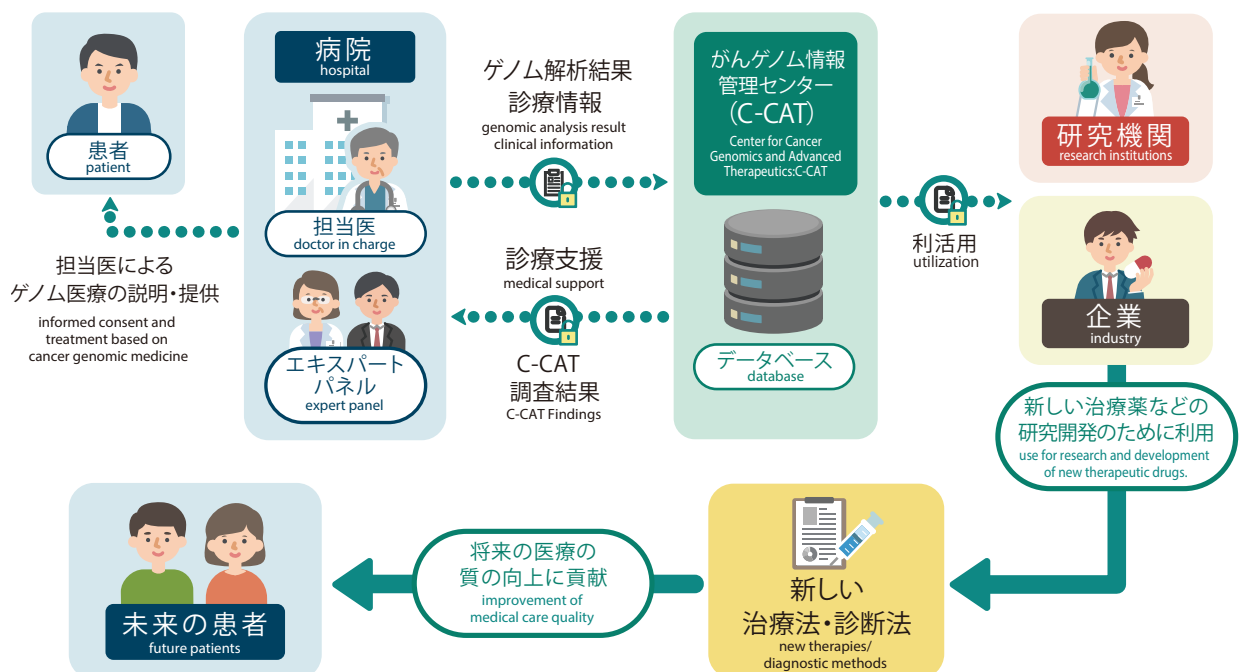 患者
patient
担当医による
ゲノム医療の説明・提供
informed consent and
treatment based on
cancer genomic medicine
病院
hospital
担当医
doctor in charge
エキスパート
パネル
expert panel
ゲノム解析結果
診療情報
genomic analysis result
clinical information
診療支援
medical support
C-CAT
調査結果
C-CAT Findings
がんゲノム情報
管理センター
(C-CAT)
Center for Cancer
Genomics and Advanced
Therapeutics:C-CAT
データベース
database
利活用
utilization
研究機関
research institutions
企業
industry
新しい治療薬などの
研究開発のために利用
use for research and development
of new therapeutic drugs.
新しい
治療法・診断法
new therapies/
diagnostic methods
将来の医療の
質の向上に貢献
improvement of
medical care quality
未来の患者
future patients